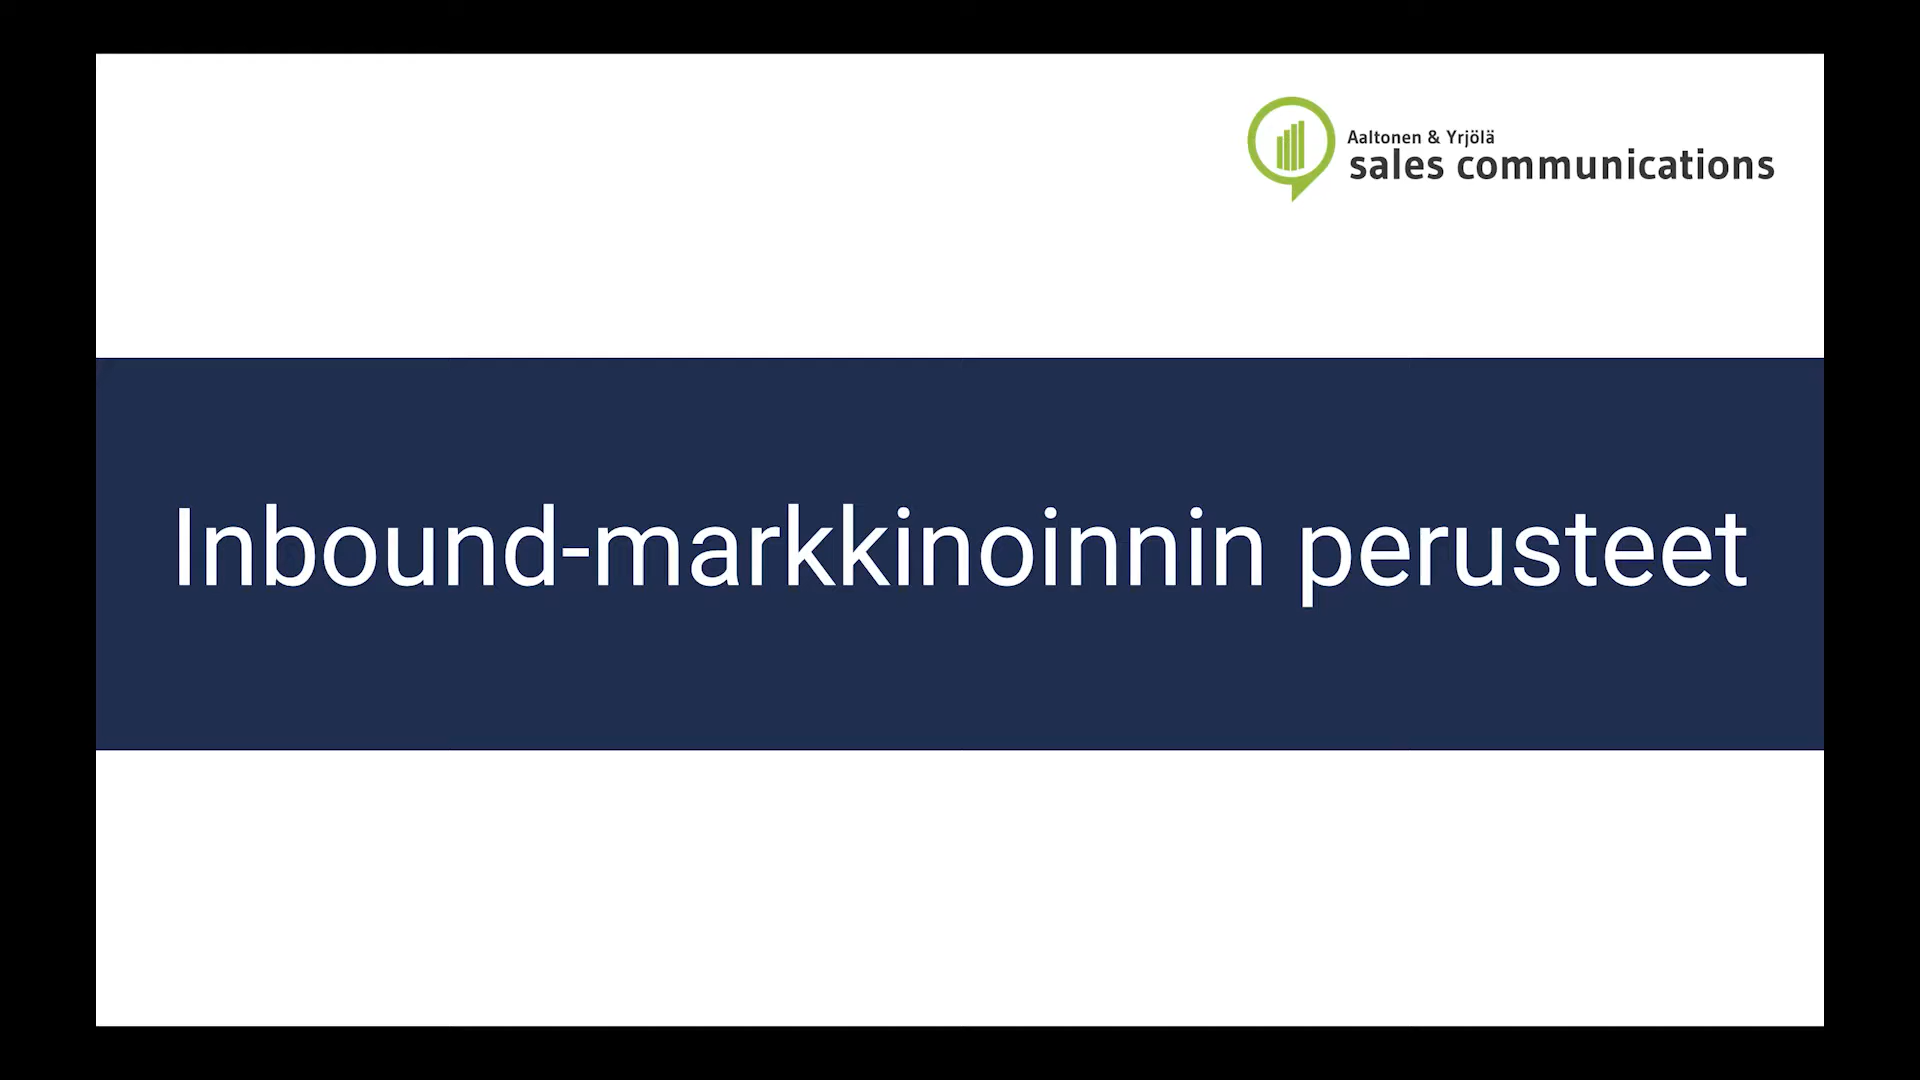 Aaltonen & Yrjölä
sales communications
Inbound-markkinoinnin perusteet